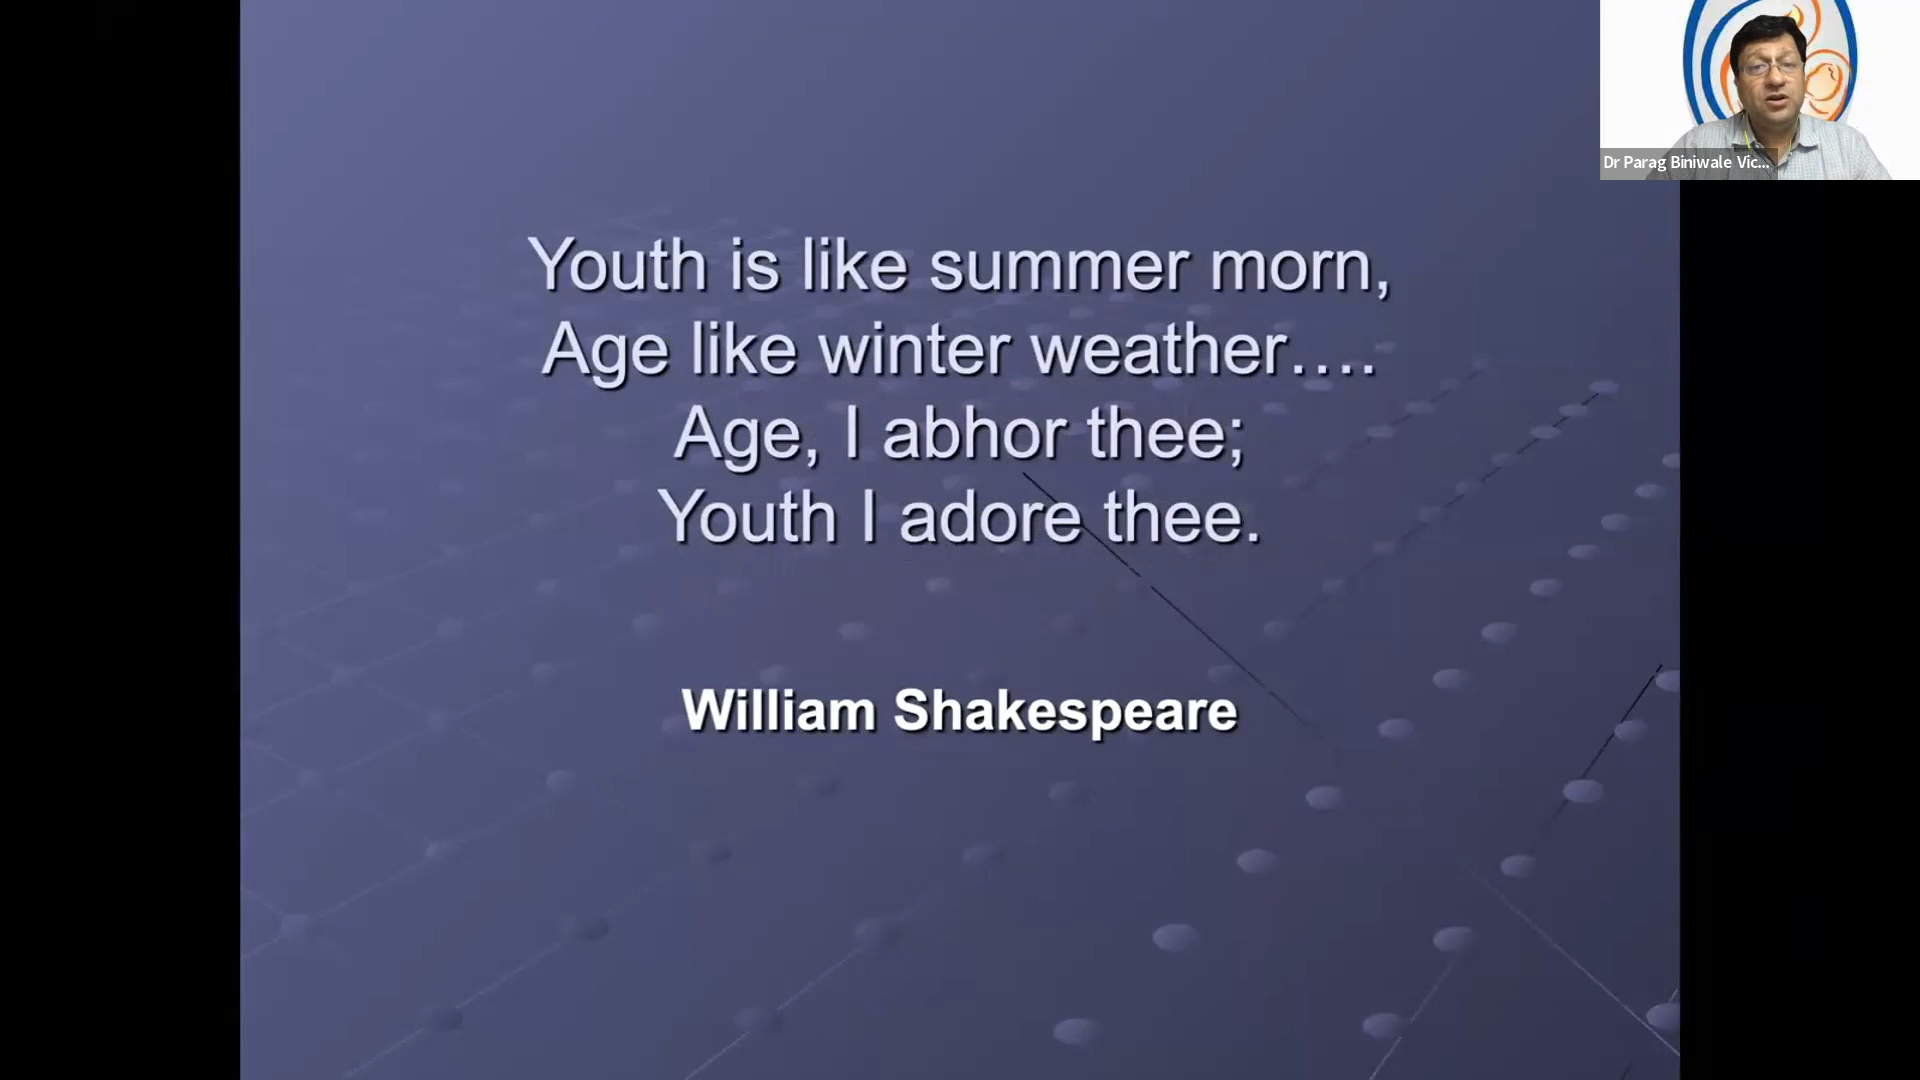 Youth is like summer morn,
Age like winter weather….
Age, I abhor thee;
Youth I adore thee.
William Shakespeare
Dr Parag Biniwale Vic...